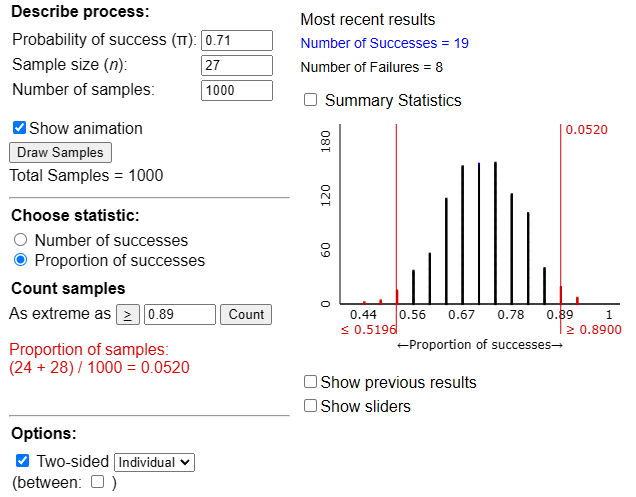 Describe process:
Probability of success (π): 0.71
Sample size (n): 27
Number of samples: 1000
Show animation
Draw Samples
Total Samples = 1000
Choose statistic:
Number of successes
Proportion of successes
Count samples
As extreme as ≥ 0.89 Count
Proportion of samples:
(24 + 28) / 1000 = 0.0520
Options:
Two-sided Individual
(between: )
Most recent results
Number of Successes = 19
Number of Failures = 8
Summary Statistics
0.0520
180
120
60
0
0.44 0.56 0.67 0.78 0.89 1
≤ 0.5196 ≥ 0.8900
←Proportion of successes→
Show previous results
Show sliders